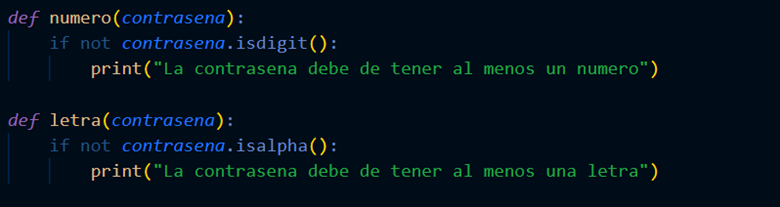 def numero(contrasena):
    if not contrasena.isdigit():
        print("La contrasena debe de tener al menos un numero")

def letra(contrasena):
    if not contrasena.isalpha():
        print("La contrasena debe de tener al menos una letra")